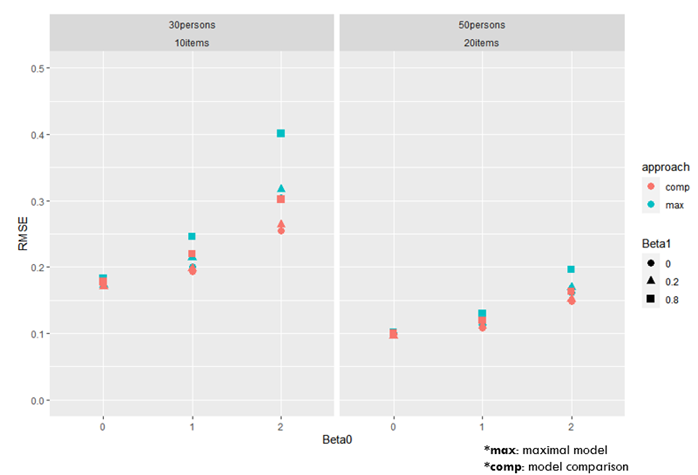 30persons
50persons
10items
20items
0.5
0.4
0.3
0.2
0.1
0.0
RMSE
0
1
2
0
1
2
Beta0
approach
comp
max
Beta1
0
0.2
0.8
*max: maximal model
*comp: model comparison